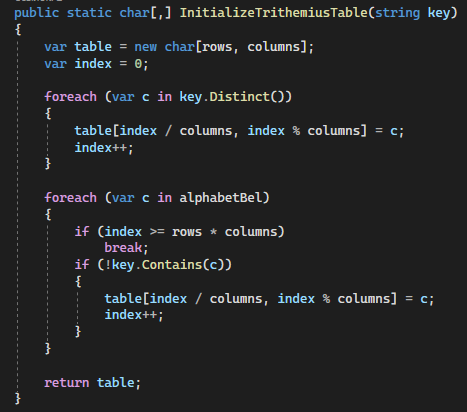 public static char[,] InitializeTrithemiusTable(string key)
{
    var table = new char[rows, columns];
    var index = 0;

    foreach (var c in key.Distinct())
    {
        table[index / columns, index % columns] = c;
        index++;
    }

    foreach (var c in alphabetBel)
    {
        if (index >= rows * columns)
            break;
        if (!key.Contains(c))
        {
            table[index / columns, index % columns] = c;
            index++;
        }
    }

    return table;
}